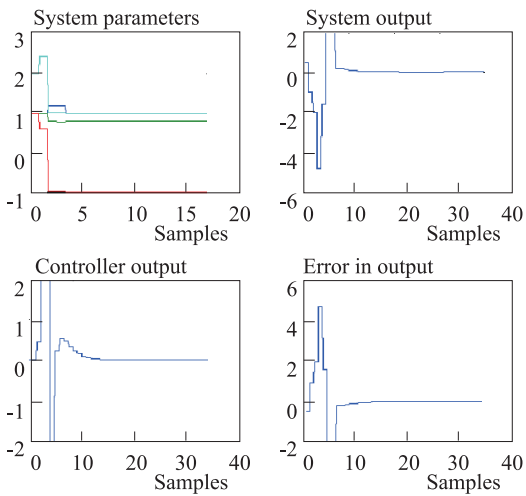 System parameters
3
2
1
0
-1
0 5 10 15 20
Samples
System output
2
0
-2
-4
-6
0 10 20 30 40
Samples
Controller output
2
1
0
-1
-2
0 10 20 30 40
Samples
Error in output
6
4
2
0
-2
0 10 20 30 40
Samples